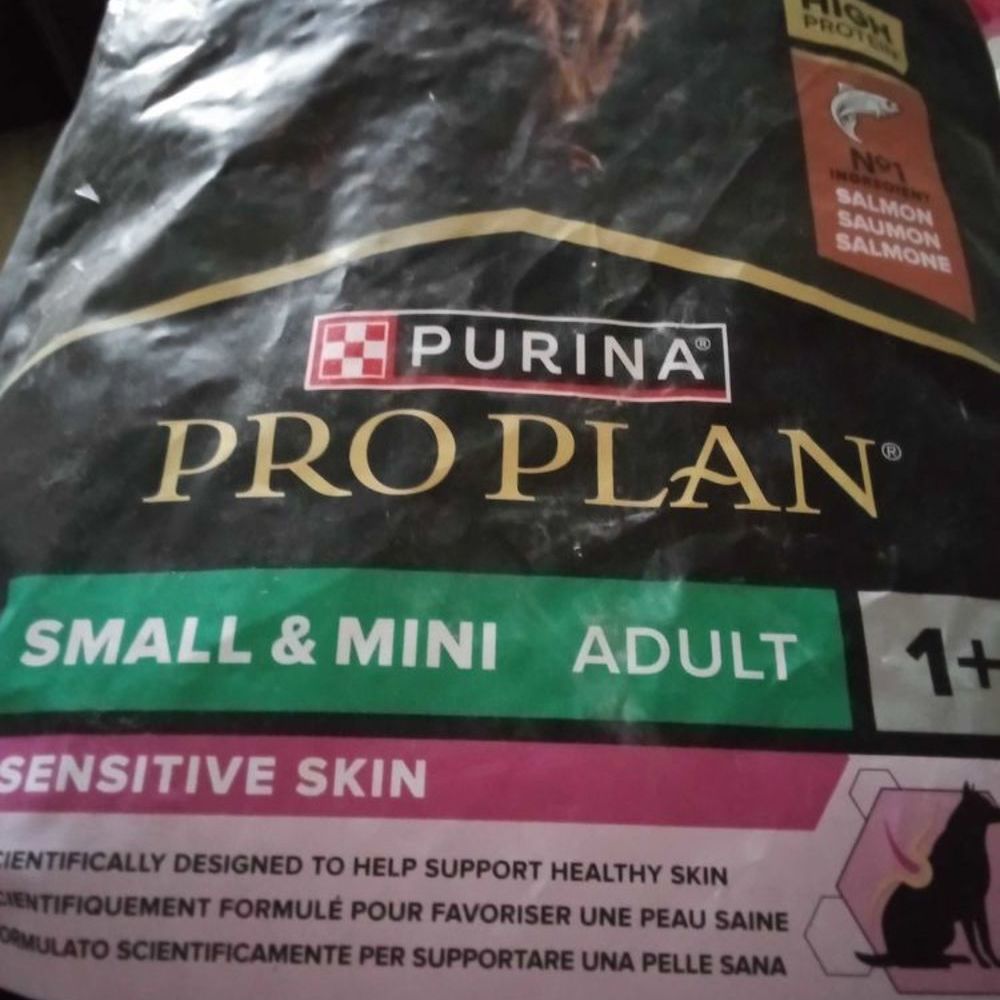 HIGH
PROTEIN
Nº1
INGREDIENT
SALMON
SAUMON
SALMONE
PURINA®
PRO PLAN®
SMALL & MINI ADULT 1+
SENSITIVE SKIN
CIENTIFICALLY DESIGNED TO HELP SUPPORT HEALTHY SKIN
CIENTIFIQUEMENT FORMULÉ POUR FAVORISER UNE PEAU SAINE
ORMULATO SCIENTIFICAMENTE PER SUPPORTARE UNA PELLE SANA